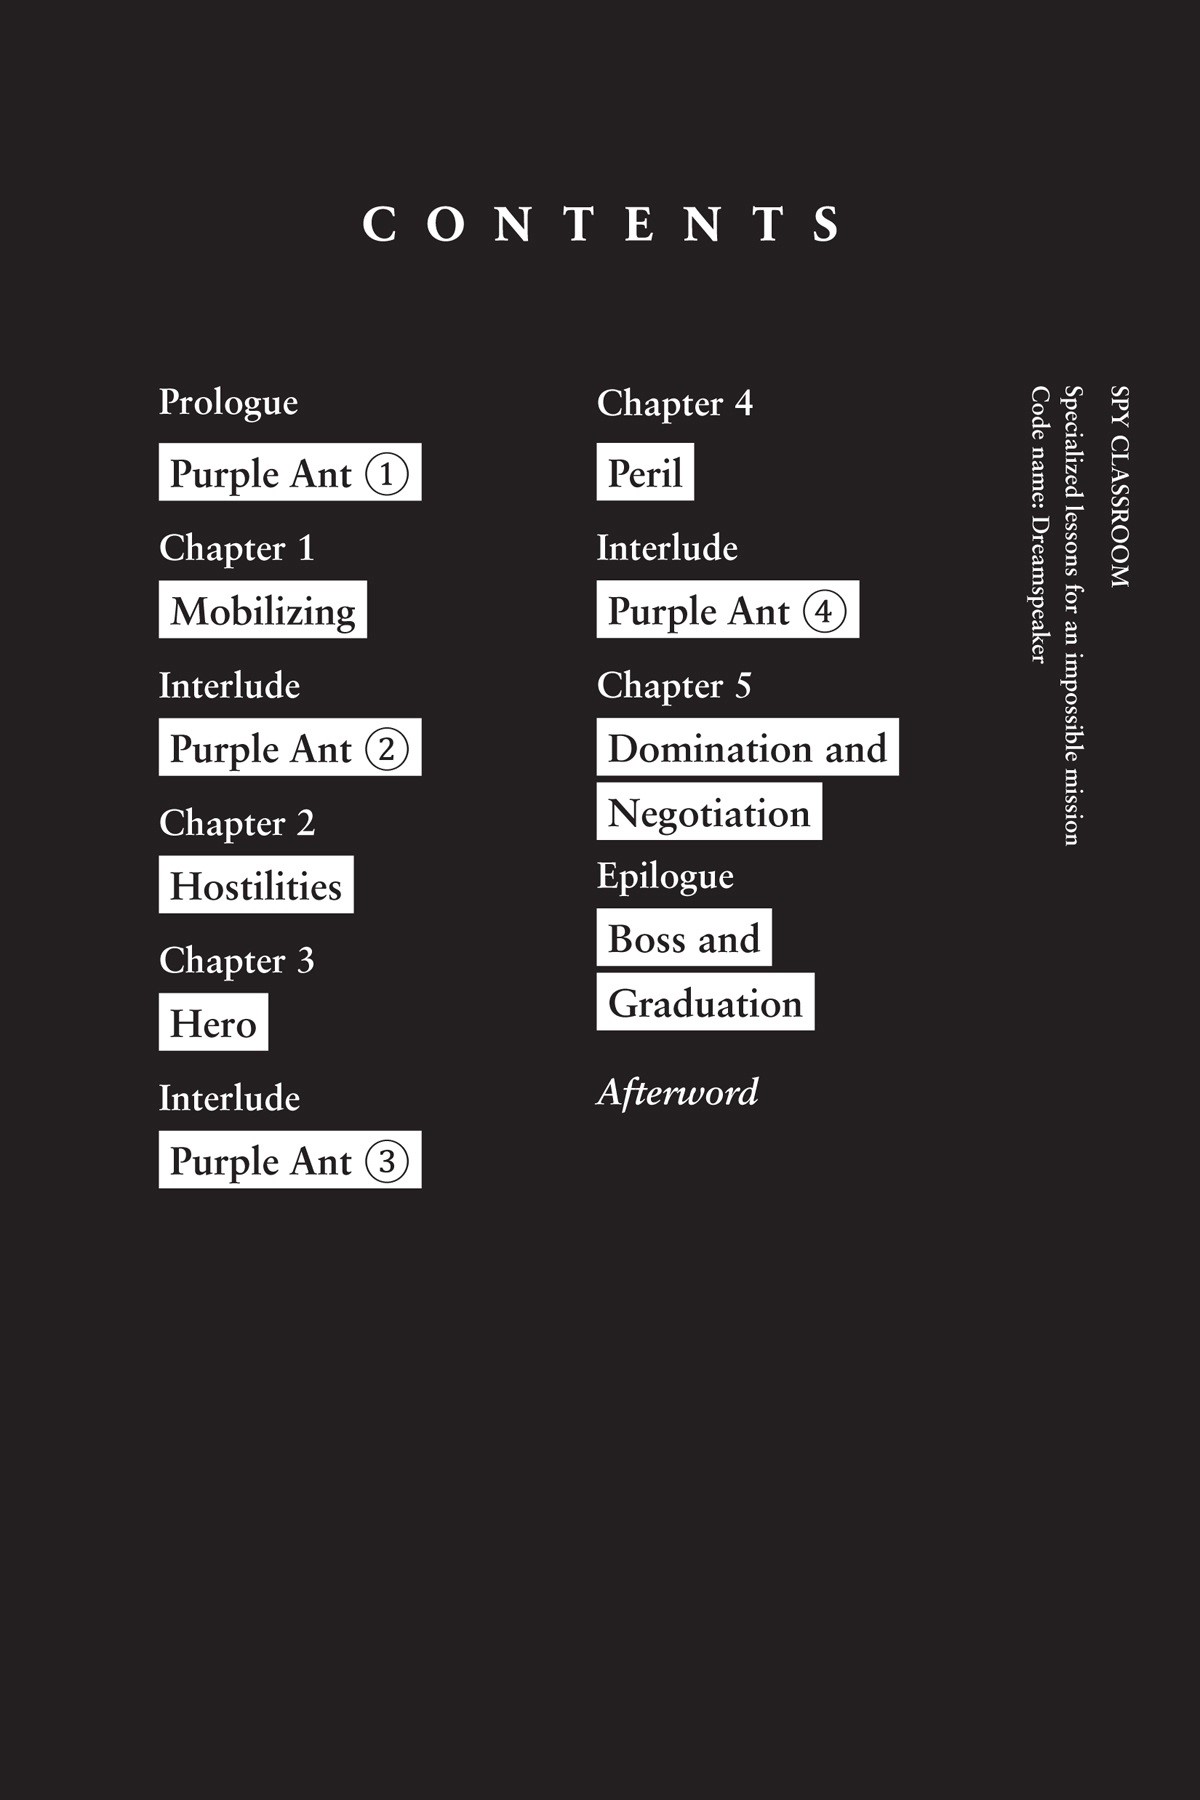 CONTENTS
Prologue
Purple Ant ①
Chapter 1
Mobilizing
Interlude
Purple Ant ②
Chapter 2
Hostilities
Chapter 3
Hero
Interlude
Purple Ant ③
Chapter 4
Peril
Interlude
Purple Ant ④
Chapter 5
Domination and
Negotiation
Epilogue
Boss and
Graduation
Afterword
SPY CLASSROOM
Specialized lessons for an impossible mission
Code name: Dreamspeaker